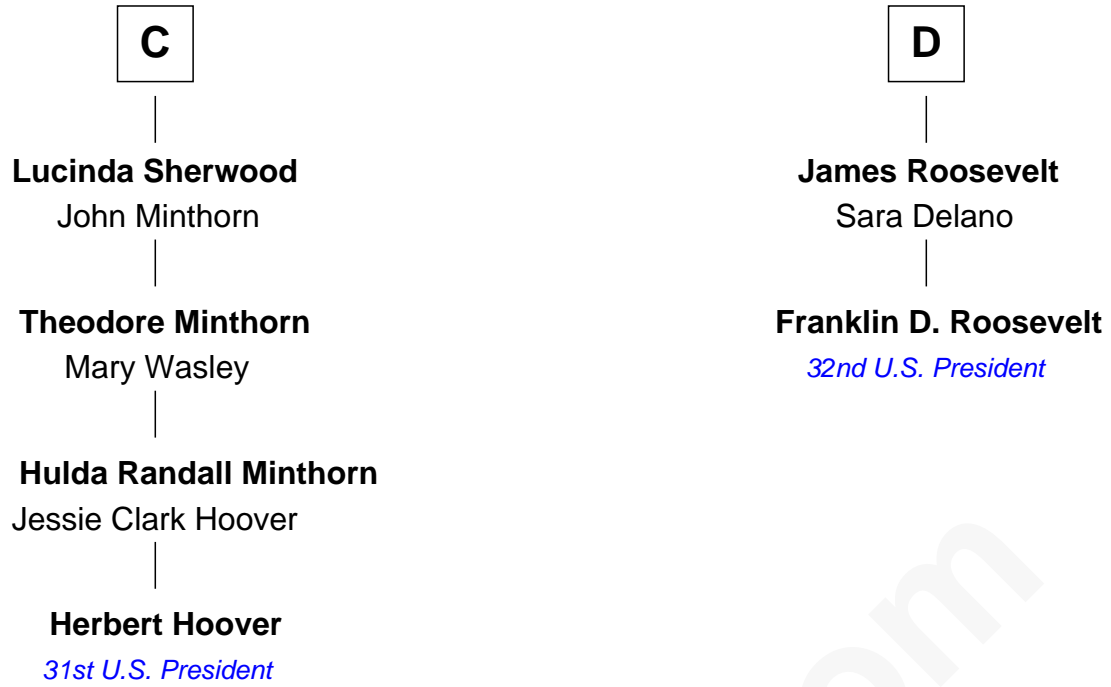 C
Lucinda Sherwood
John Minthorn
Theodore Minthorn
Mary Wasley
Hulda Randall Minthorn
Jessie Clark Hoover
Herbert Hoover
31st U.S. President
D
James Roosevelt
Sara Delano
Franklin D. Roosevelt
32nd U.S. President
om